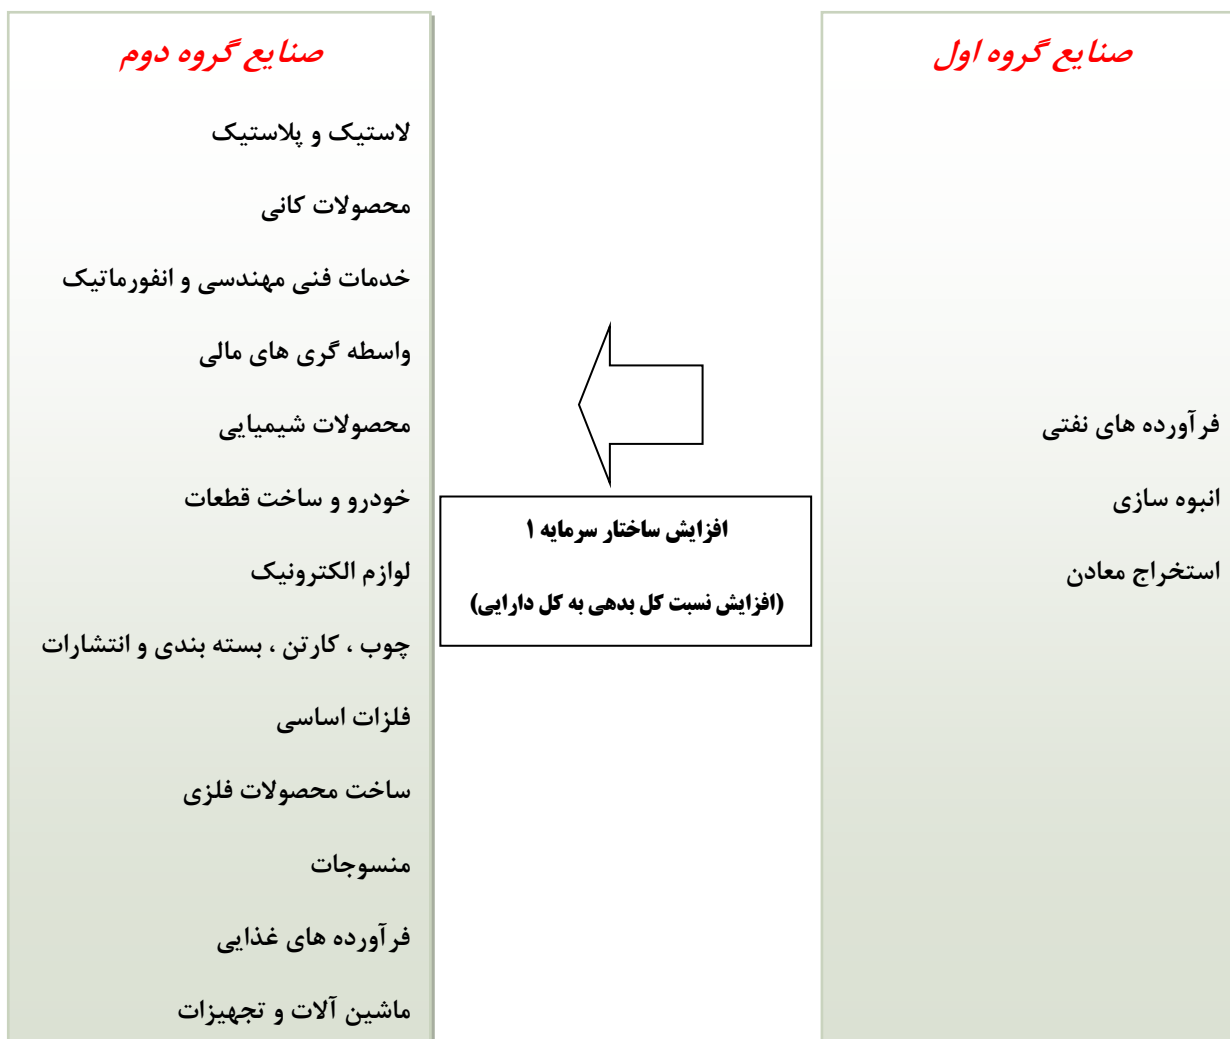 صنایع گروه اول
فرآورده های نفتی
انبوه سازی
استخراج معادن
افزایش ساختار سرمایه ۱
(افزایش نسبت کل بدهی به کل دارایی)
صنایع گروه دوم
لاستیک و پلاستیک
محصولات کانی
خدمات فنی مهندسی و انفورماتیک
واسطه گری های مالی
محصولات شیمیایی
خودرو و ساخت قطعات
لوازم الکترونیک
چوب ، کارتن ، بسته بندی و انتشارات
فلزات اساسی
ساخت محصولات فلزی
منسوجات
فرآورده های غذایی
ماشین آلات و تجهیزات